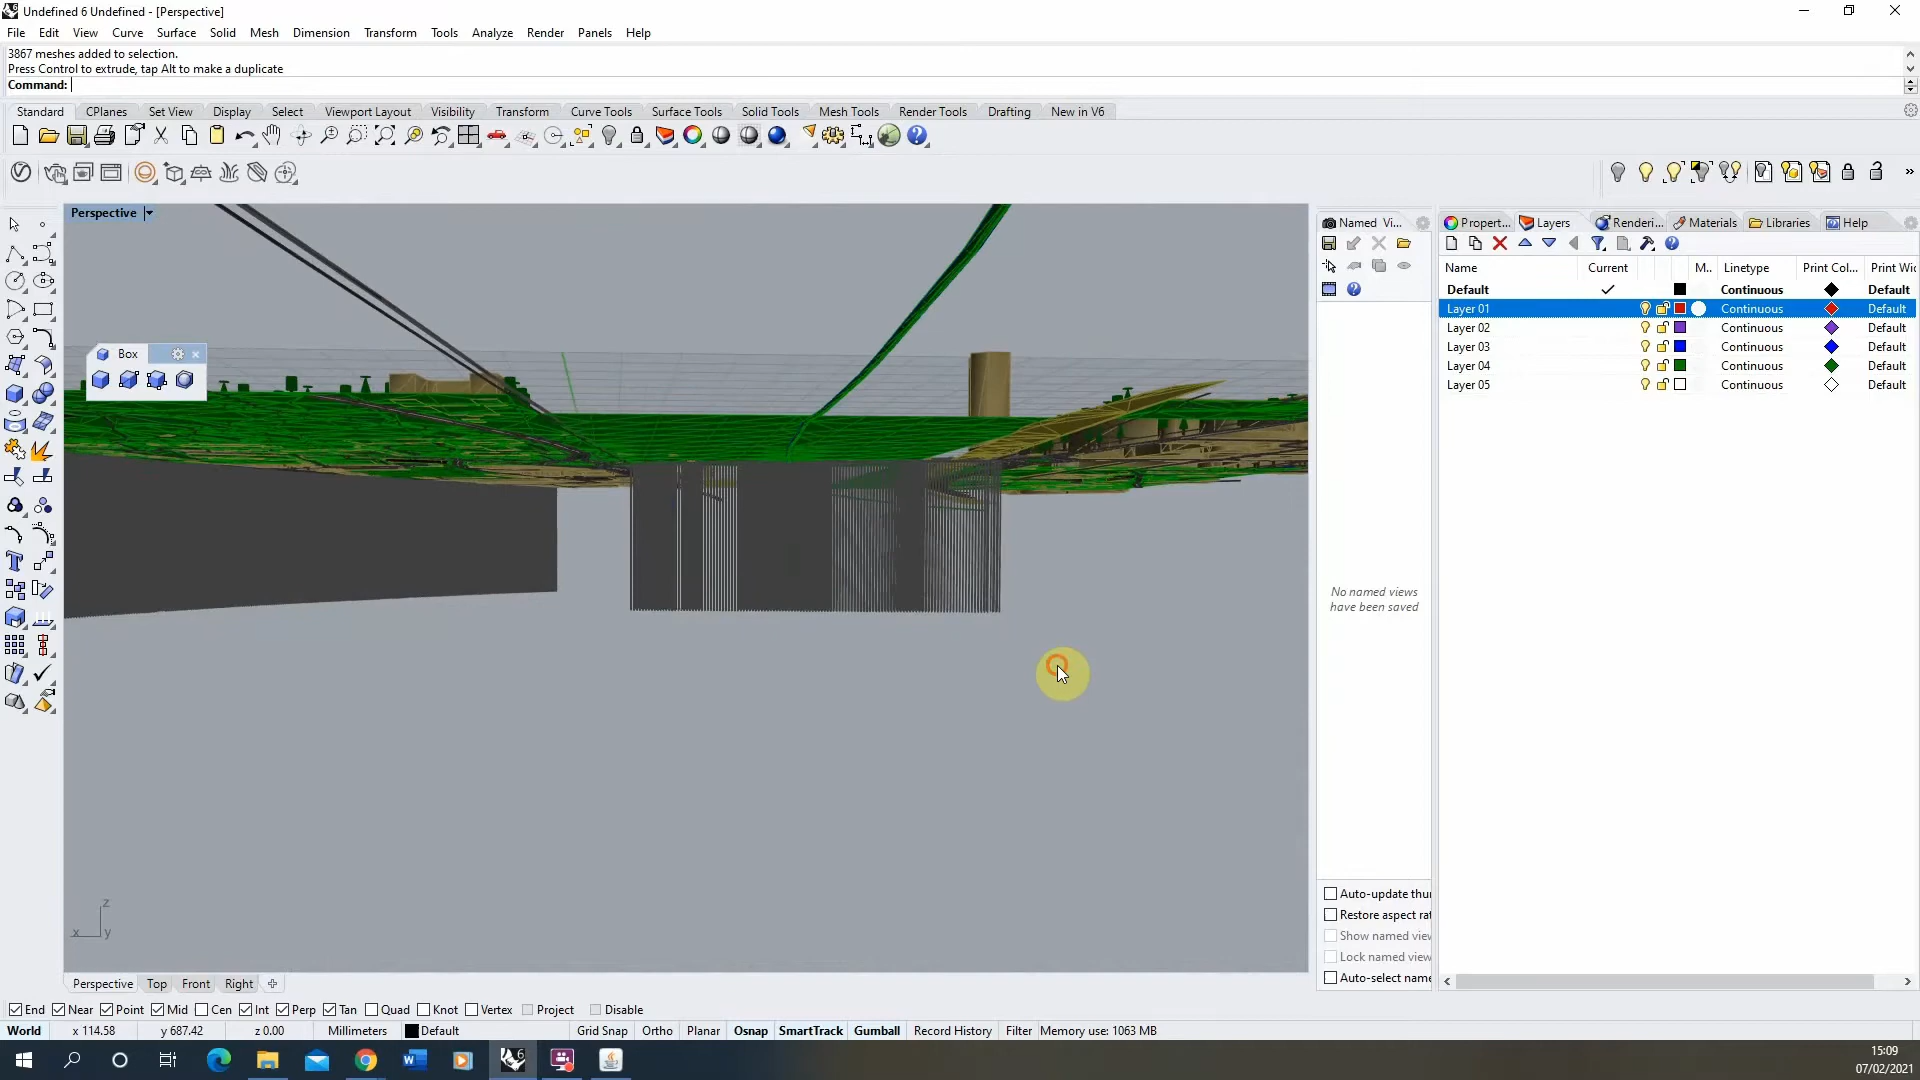 Undefined 6 Undefined - [Perspective]
File Edit View Curve Surface Solid Mesh Dimension Transform Tools Analyze Render Panels Help
3867 meshes added to selection.
Press Control to extrude, tap Alt to make a duplicate
Command:
Standard CPlanes Set View Display Select Viewport Layout Visibility Transform Curve Tools Surface Tools Solid Tools Mesh Tools Render Tools Drafting New in V6
Perspective
Named Vi... Propert... Layers Renderi... Materials Libraries Help
Name Current M.. Linetype Print Col... Print Wic
Default Continuous Default
Layer 01 Continuous Default
Layer 02 Continuous Default
Layer 03 Continuous Default
Layer 04 Continuous Default
Layer 05 Continuous Default
Box
No named views
have been saved
Auto-update thu
Restore aspect ra
Show named view
Lock named view
Auto-select name
z
x y
Perspective Top Front Right
End Near Point Mid Cen Int Perp Tan Quad Knot Vertex Project Disable
World x 114.58 y 687.42 z 0.00 Millimeters Default Grid Snap Ortho Planar Osnap SmartTrack Gumball Record History Filter Memory use: 1063 MB
15:09
07/02/2021